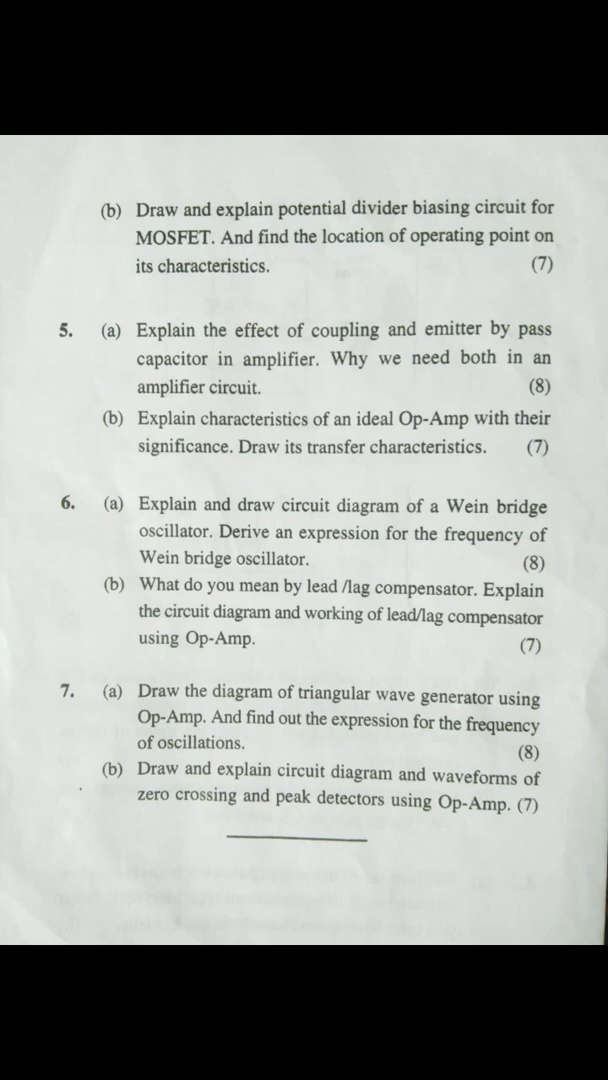 (b) Draw and explain potential divider biasing circuit for
MOSFET. And find the location of operating point on
its characteristics. (7)
5. (a) Explain the effect of coupling and emitter by pass
capacitor in amplifier. Why we need both in an
amplifier circuit. (8)
(b) Explain characteristics of an ideal Op-Amp with their
significance. Draw its transfer characteristics. (7)
6. (a) Explain and draw circuit diagram of a Wein bridge
oscillator. Derive an expression for the frequency of
Wein bridge oscillator. (8)
(b) What do you mean by lead /lag compensator. Explain
the circuit diagram and working of lead/lag compensator
using Op-Amp. (7)
7. (a) Draw the diagram of triangular wave generator using
Op-Amp. And find out the expression for the frequency
of oscillations. (8)
(b) Draw and explain circuit diagram and waveforms of
zero crossing and peak detectors using Op-Amp. (7)